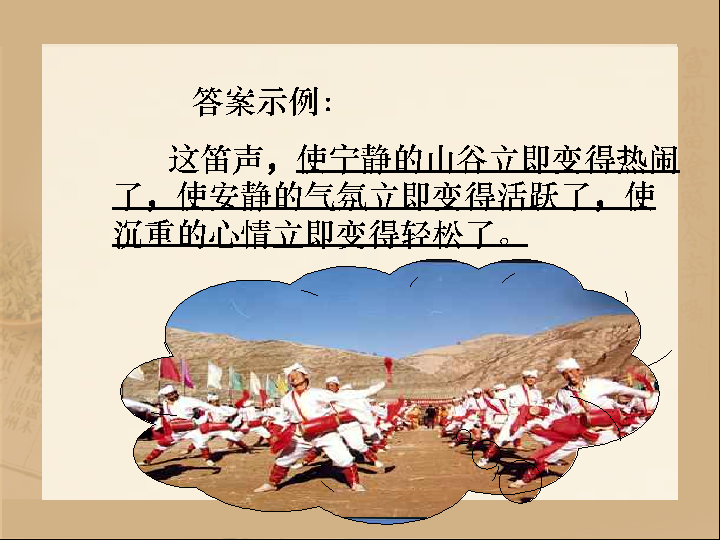 答案示例：
这笛声，使宁静的山谷立即变得热闹
了，使安静的气氛立即变得活跃了，使
沉重的心情立即变得轻松了。